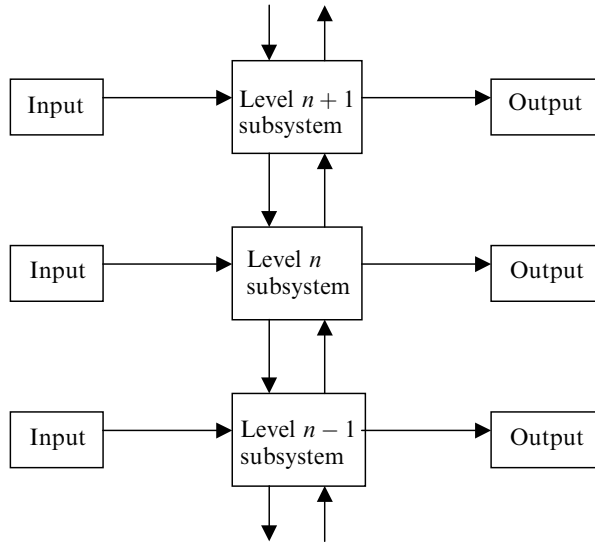 Input
Level n + 1
subsystem
Output
Input
Level n
subsystem
Output
Input
Level n − 1
subsystem
Output